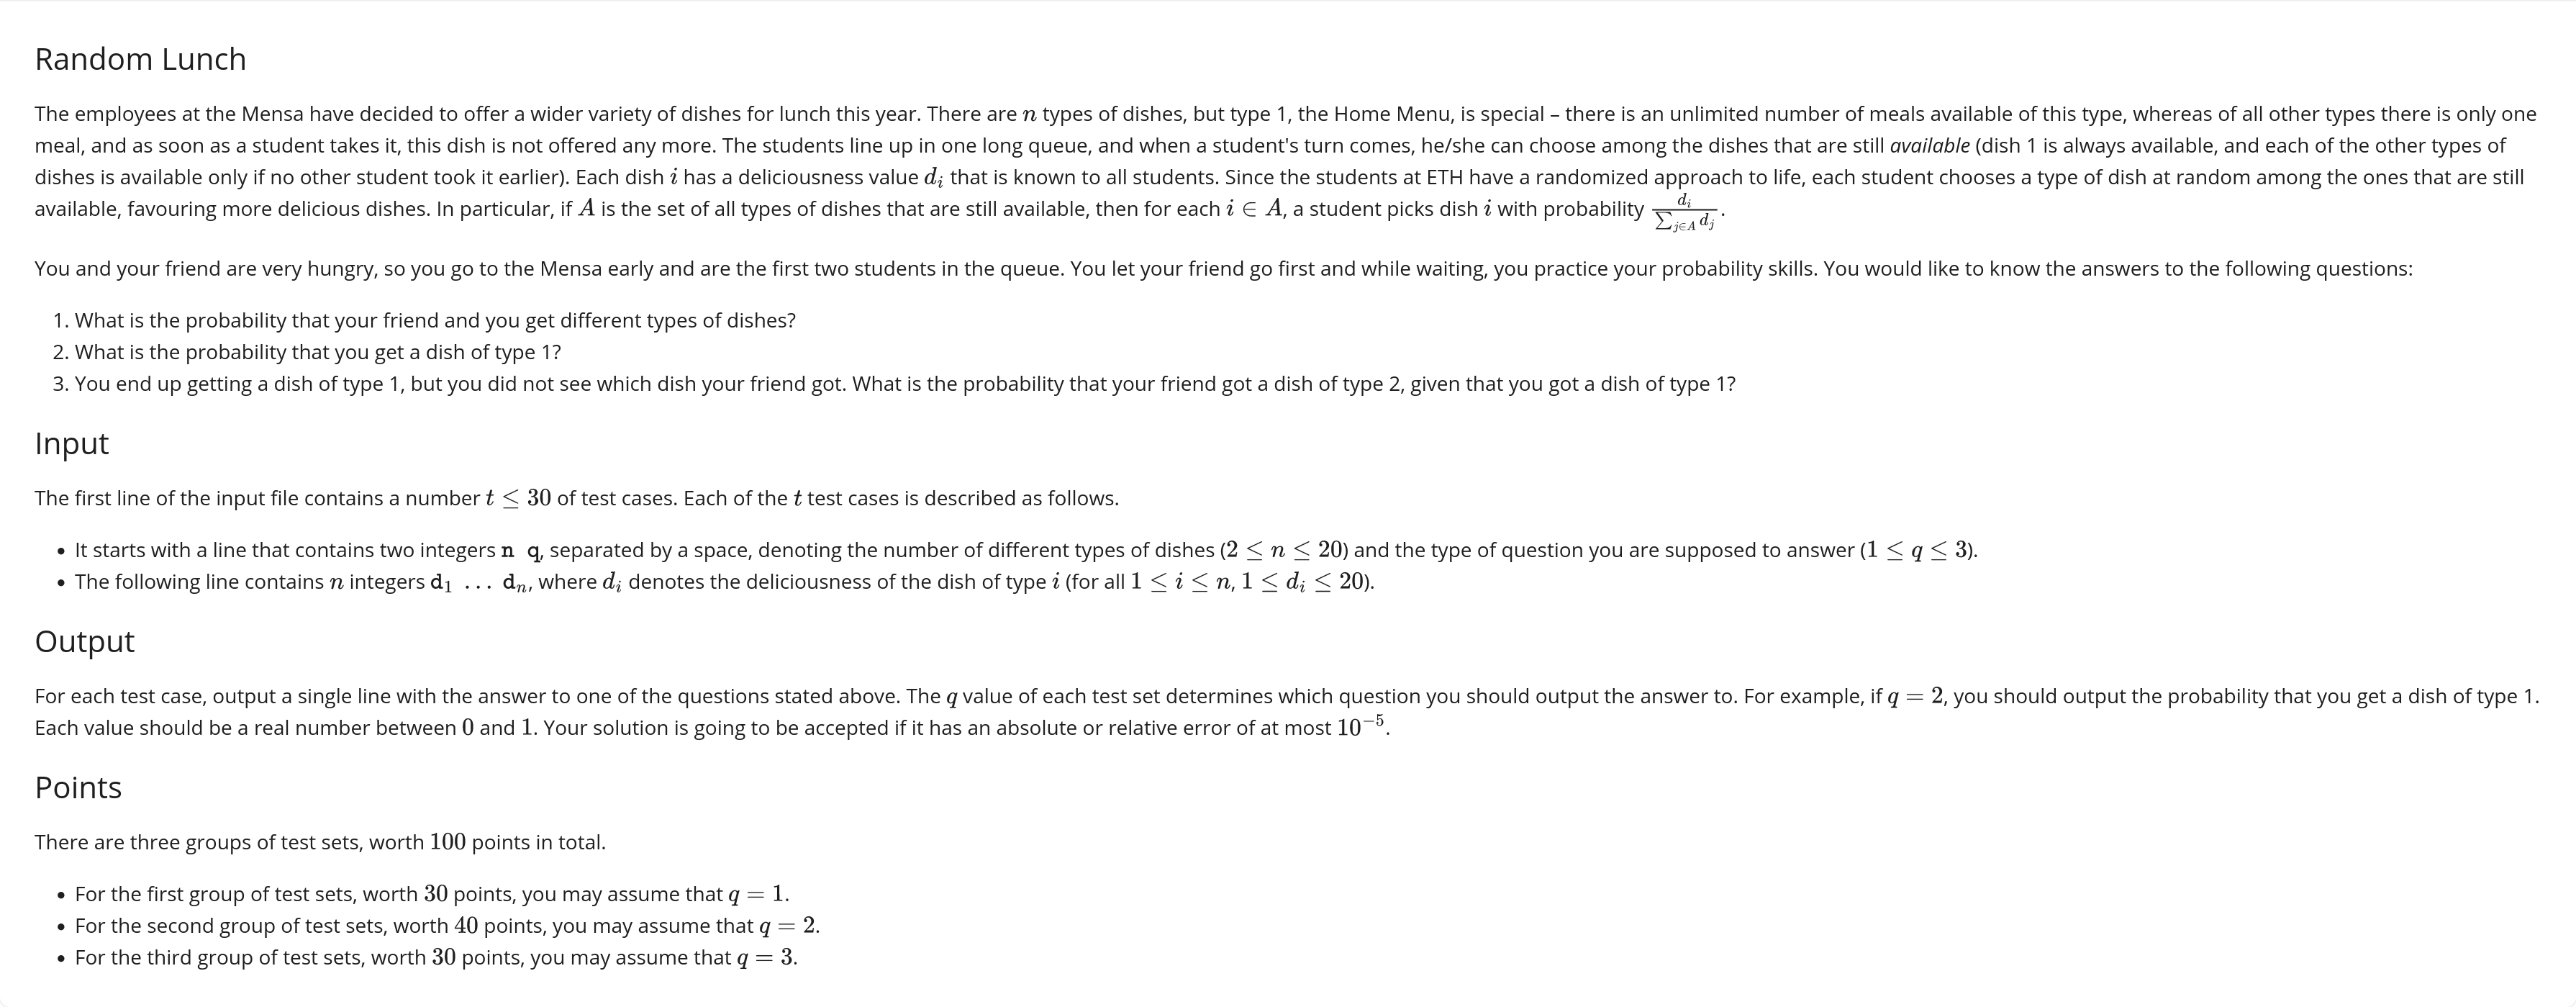 Random Lunch
The employees at the Mensa have decided to offer a wider variety of dishes for lunch this year. There are n types of dishes, but type 1, the Home Menu, is special – there is an unlimited number of meals available of this type, whereas of all other types there is only one
meal, and as soon as a student takes it, this dish is not offered any more. The students line up in one long queue, and when a student's turn comes, he/she can choose among the dishes that are still available (dish 1 is always available, and each of the other types of
dishes is available only if no other student took it earlier). Each dish i has a deliciousness value d_i that is known to all students. Since the students at ETH have a randomized approach to life, each student chooses a type of dish at random among the ones that are still
available, favouring more delicious dishes. In particular, if A is the set of all types of dishes that are still available, then for each i ∈ A, a student picks dish i with probability \frac{d_i}{\sum_{j∈A} d_j}.
You and your friend are very hungry, so you go to the Mensa early and are the first two students in the queue. You let your friend go first and while waiting, you practice your probability skills. You would like to know the answers to the following questions:
1. What is the probability that your friend and you get different types of dishes?
2. What is the probability that you get a dish of type 1?
3. You end up getting a dish of type 1, but you did not see which dish your friend got. What is the probability that your friend got a dish of type 2, given that you got a dish of type 1?
Input
The first line of the input file contains a number t ≤ 30 of test cases. Each of the t test cases is described as follows.
• It starts with a line that contains two integers n q, separated by a space, denoting the number of different types of dishes (2 ≤ n ≤ 20) and the type of question you are supposed to answer (1 ≤ q ≤ 3).
• The following line contains n integers d_1 ... d_n, where d_i denotes the deliciousness of the dish of type i (for all 1 ≤ i ≤ n, 1 ≤ d_i ≤ 20).
Output
For each test case, output a single line with the answer to one of the questions stated above. The q value of each test set determines which question you should output the answer to. For example, if q = 2, you should output the probability that you get a dish of type 1.
Each value should be a real number between 0 and 1. Your solution is going to be accepted if it has an absolute or relative error of at most 10^{-5}.
Points
There are three groups of test sets, worth 100 points in total.
• For the first group of test sets, worth 30 points, you may assume that q = 1.
• For the second group of test sets, worth 40 points, you may assume that q = 2.
• For the third group of test sets, worth 30 points, you may assume that q = 3.